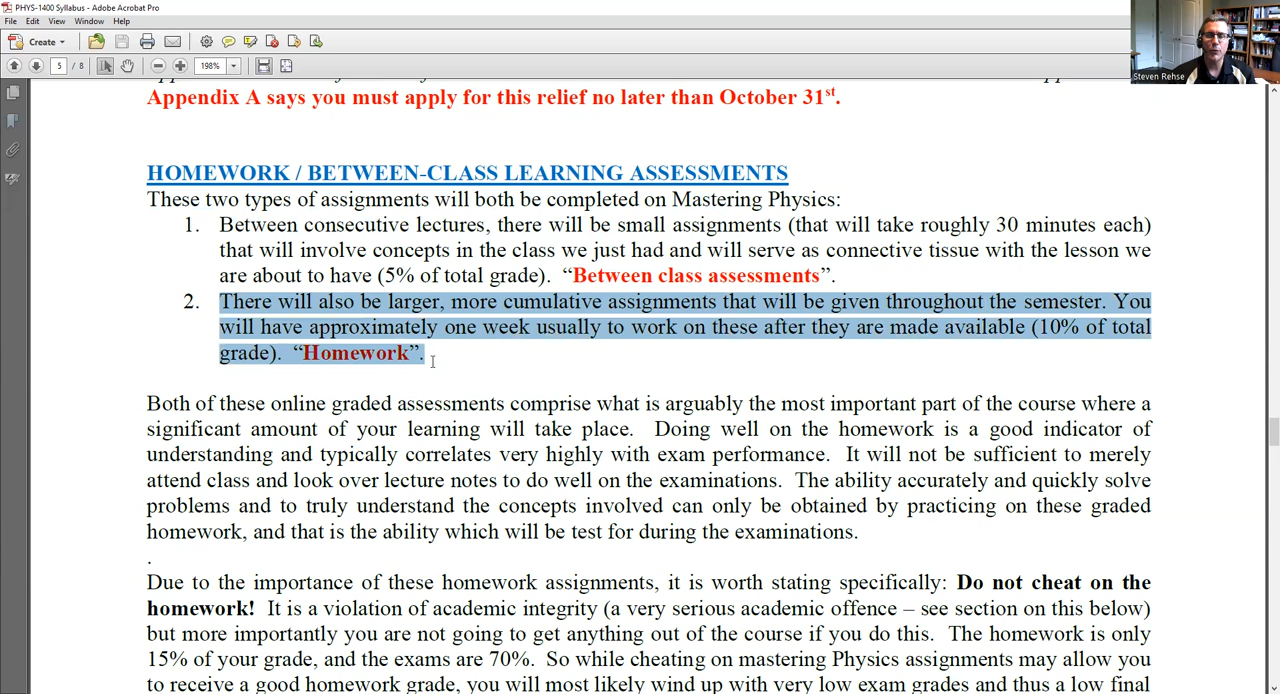 PHYS-1400 Syllabus - Adobe Acrobat Pro
File Edit View Window Help
Create
5 / 8 198%
Steven Rehse
Appendix A says you must apply for this relief no later than October 31st.
HOMEWORK / BETWEEN-CLASS LEARNING ASSESSMENTS
These two types of assignments will both be completed on Mastering Physics:
1. Between consecutive lectures, there will be small assignments (that will take roughly 30 minutes each)
that will involve concepts in the class we just had and will serve as connective tissue with the lesson we
are about to have (5% of total grade). “Between class assessments”.
2. There will also be larger, more cumulative assignments that will be given throughout the semester. You
will have approximately one week usually to work on these after they are made available (10% of total
grade). “Homework”.
Both of these online graded assessments comprise what is arguably the most important part of the course where a
significant amount of your learning will take place. Doing well on the homework is a good indicator of
understanding and typically correlates very highly with exam performance. It will not be sufficient to merely
attend class and look over lecture notes to do well on the examinations. The ability accurately and quickly solve
problems and to truly understand the concepts involved can only be obtained by practicing on these graded
homework, and that is the ability which will be test for during the examinations.
.
Due to the importance of these homework assignments, it is worth stating specifically: Do not cheat on the
homework! It is a violation of academic integrity (a very serious academic offence – see section on this below)
but more importantly you are not going to get anything out of the course if you do this. The homework is only
15% of your grade, and the exams are 70%. So while cheating on mastering Physics assignments may allow you
to receive a good homework grade, you will most likely wind up with very low exam grades and thus a low final